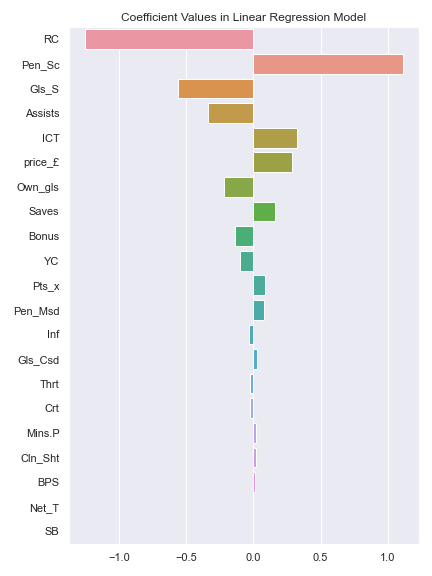 Coefficient Values in Linear Regression Model
RC
Pen_Sc
Gls_S
Assists
ICT
price_£
Own_gls
Saves
Bonus
YC
Pts_x
Pen_Msd
Inf
Gls_Csd
Thrt
Crt
Mins.P
Cln_Sht
BPS
Net_T
SB
−1.0 −0.5 0.0 0.5 1.0